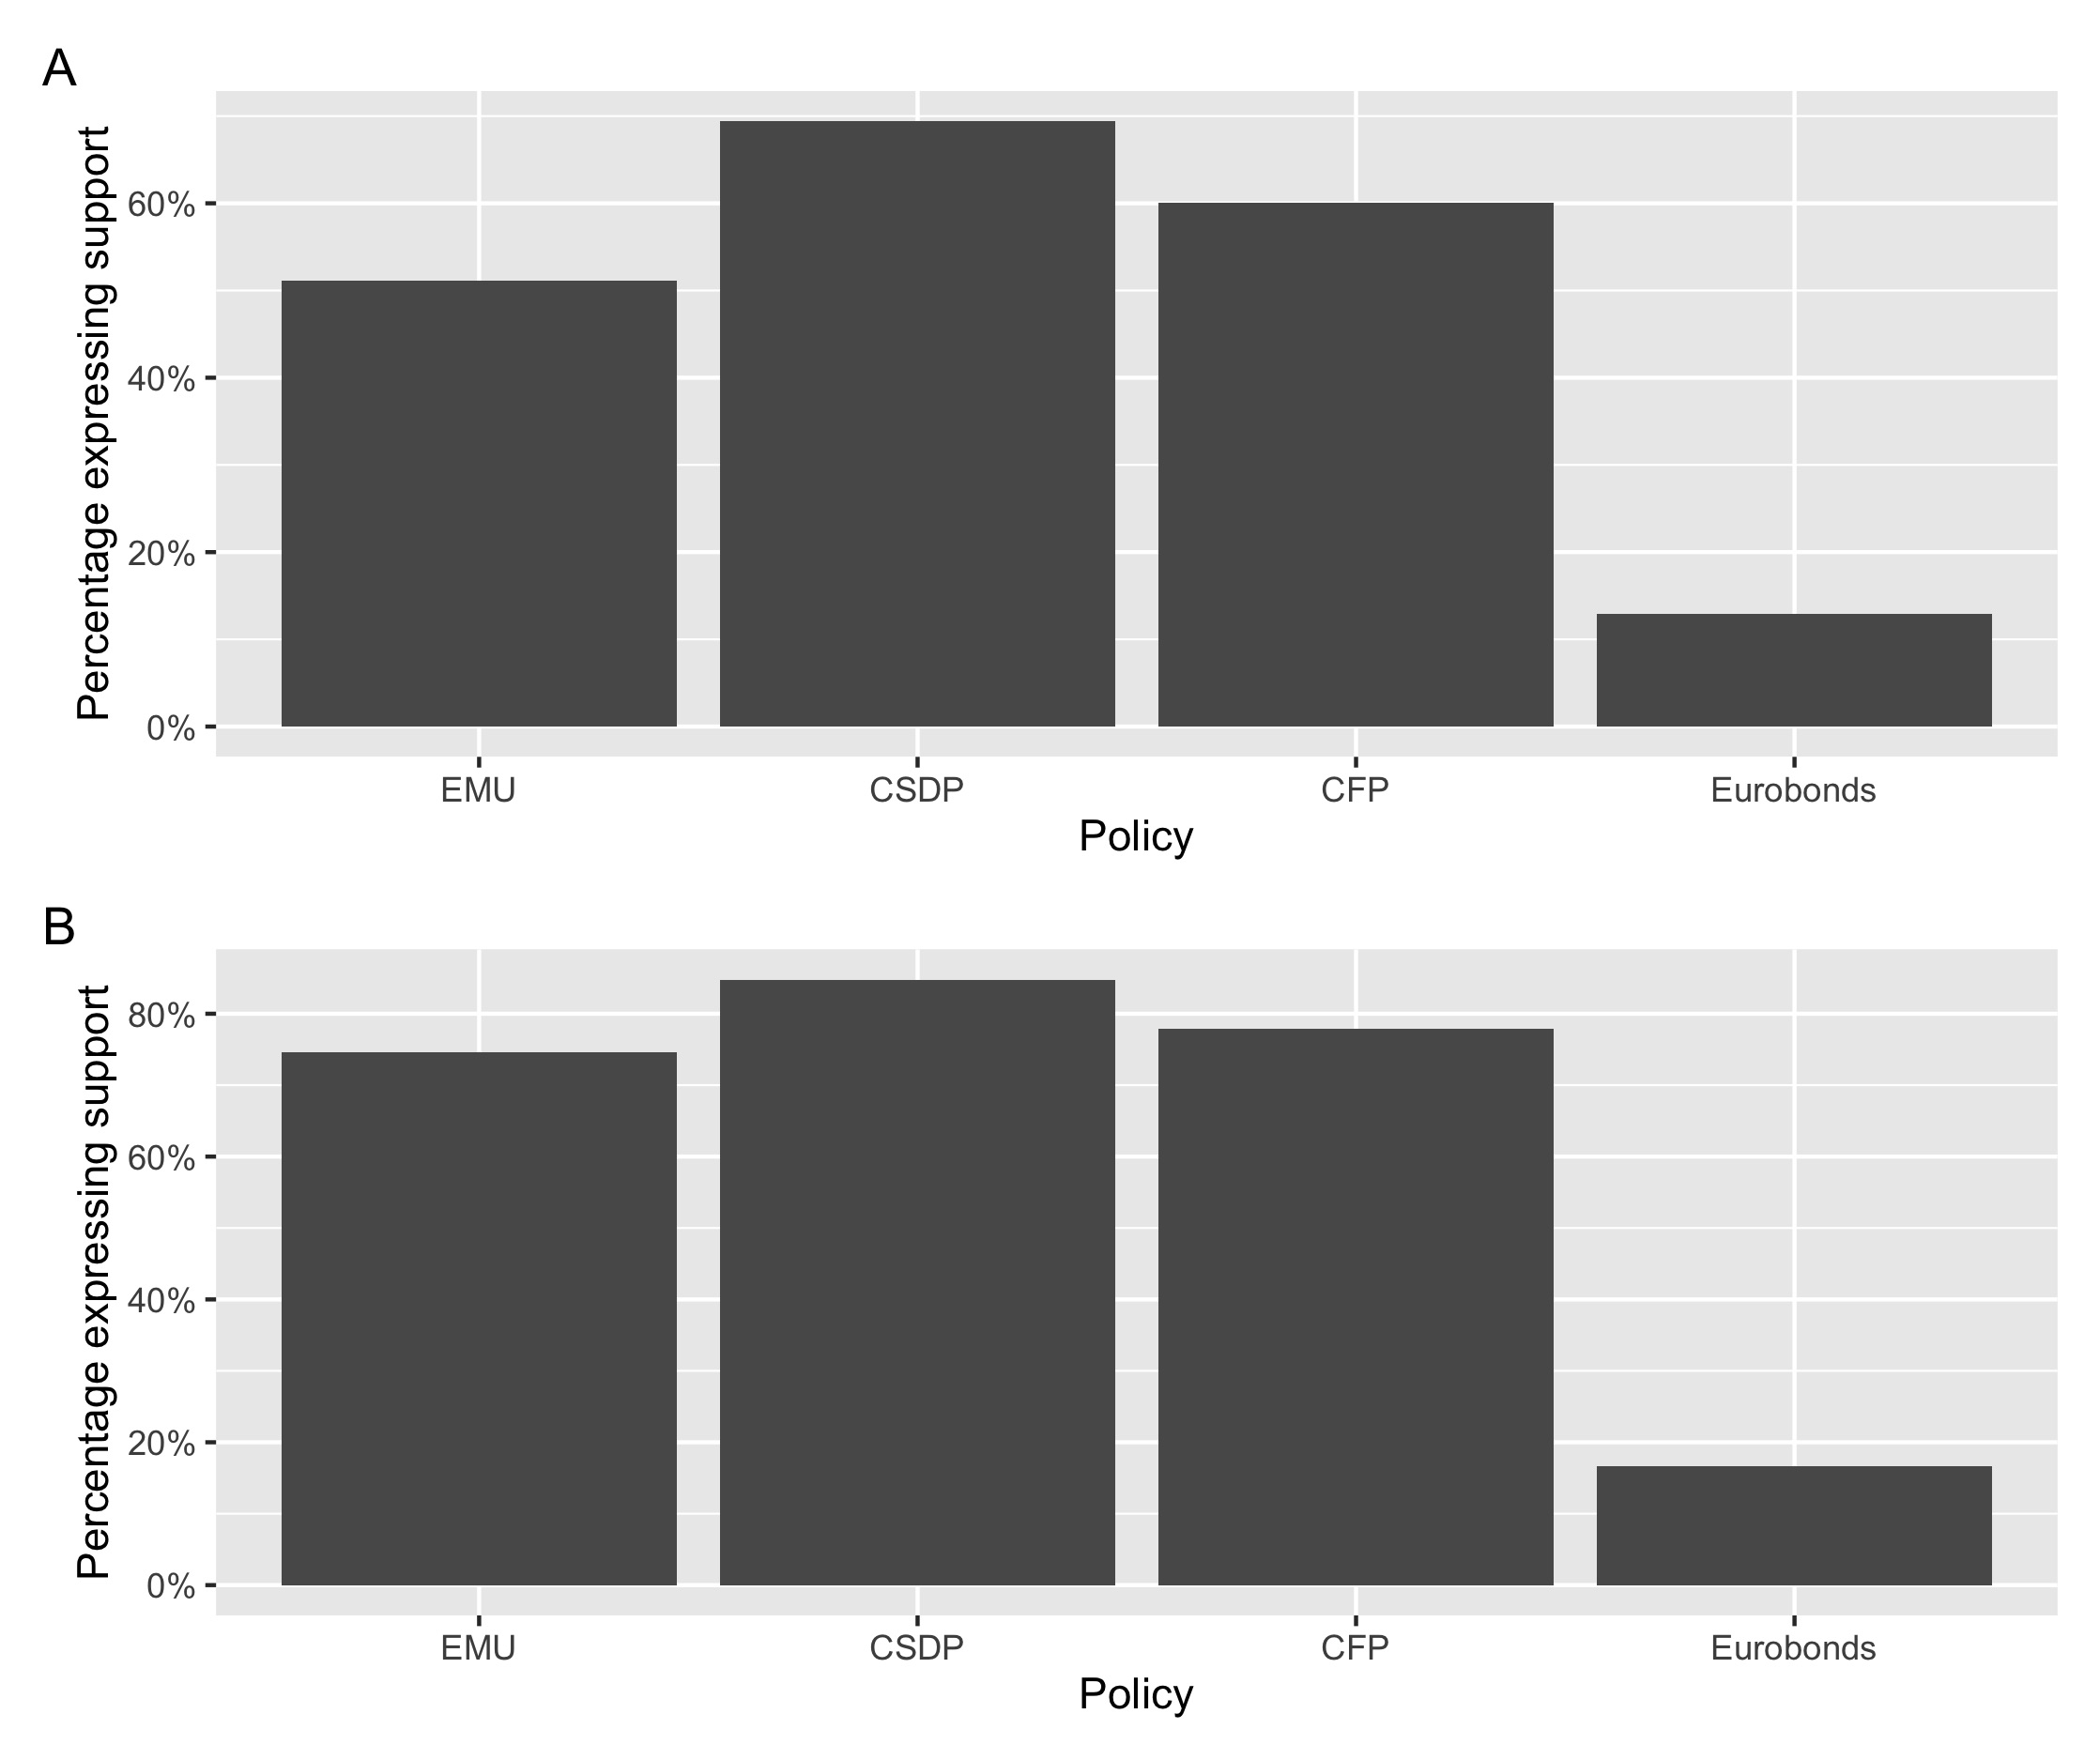 A
Percentage expressing support
60%
40%
20%
0%
EMU CSDP CFP Eurobonds
Policy
B
Percentage expressing support
80%
60%
40%
20%
0%
EMU CSDP CFP Eurobonds
Policy